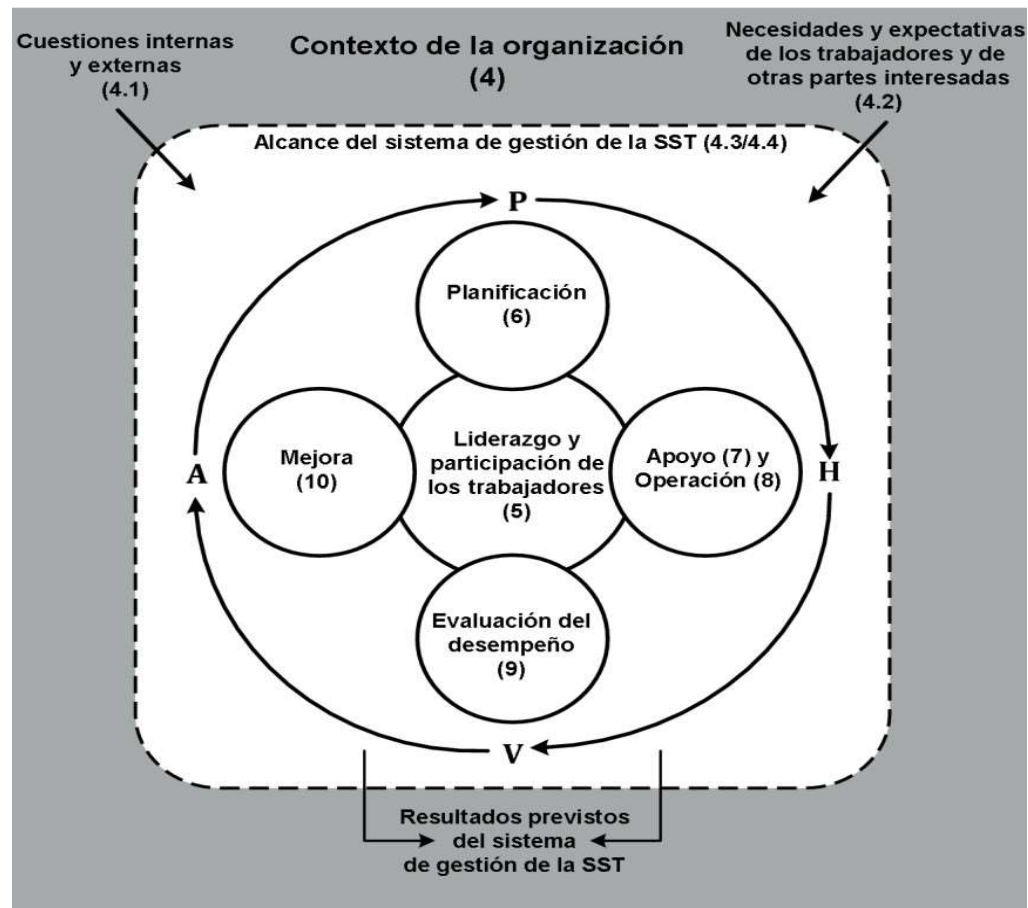 Cuestiones internas
y externas
(4.1)
Contexto de la organización
(4)
Necesidades y expectativas
de los trabajadores y de
otras partes interesadas
(4.2)
Alcance del sistema de gestión de la SST (4.3/4.4)
P
Planificación
(6)
A
Mejora
(10)
Liderazgo y
participación de
los trabajadores
(5)
Apoyo (7) y
Operación (8)
H
Evaluación del
desempeño
(9)
V
Resultados previstos
del sistema
de gestión de la SST